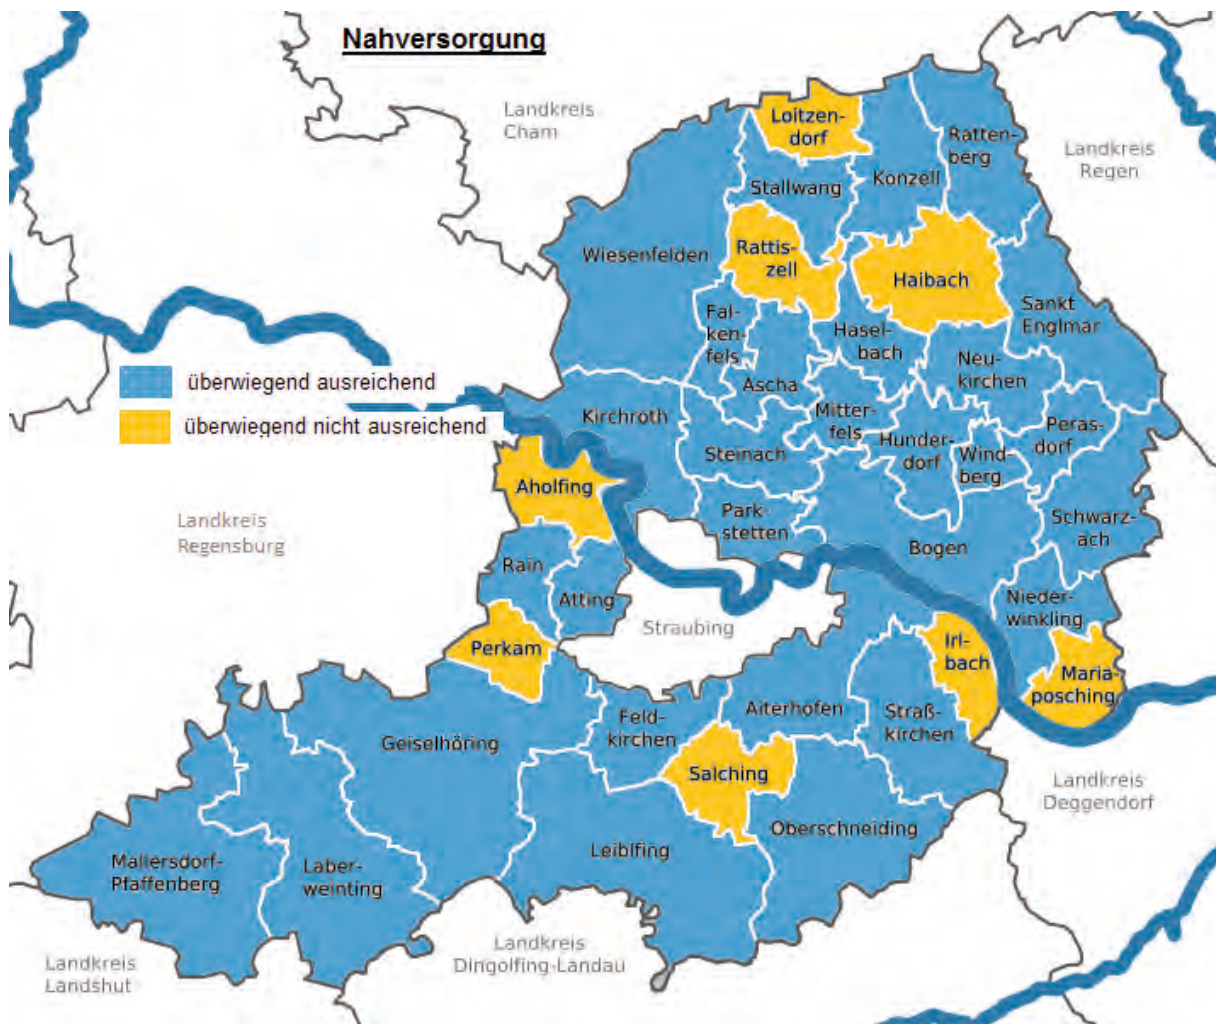 Nahversorgung
Landkreis
Cham
Loitzen-
dorf
Ratten-
berg
Landkreis
Regen
Stallwang
Konzell
Wiesenfelden
Rattis-
zell
Haibach
Sankt
Englmar
Fal-
ken-
fels
Hasel-
bach
Neu-
kirchen
überwiegend ausreichend
überwiegend nicht ausreichend
Ascha
Kirchroth
Mitter-
fels
Peras-
dorf
Steinach
Hunder-
dorf
Wind-
berg
Aholfing
Landkreis
Regensburg
Park-
stetten
Schwarz-
ach
Bogen
Rain
Atting
Nieder-
winkling
Straubing
Perkam
Irl-
bach
Maria-
posching
Geiselhöring
Feld-
kirchen
Aiterhofen
Straß-
kirchen
Salching
Landkreis
Deggendorf
Oberschneiding
Leiblfing
Mallersdorf-
Pfaffenberg
Laber-
weinting
Landkreis
Dingolfing-Landau
Landkreis
Landshut